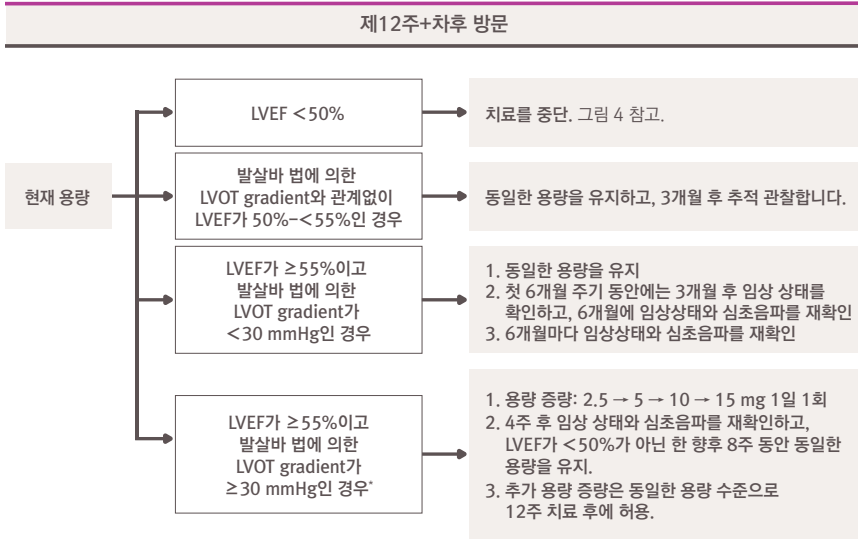 제12주+차후 방문
현재 용량
LVEF <50%
치료를 중단. 그림 4 참고.
발살바 법에 의한
LVOT gradient와 관계없이
LVEF가 50%-<55%인 경우
동일한 용량을 유지하고, 3개월 후 추적 관찰합니다.
LVEF가 ≥55%이고
발살바 법에 의한
LVOT gradient가
<30 mmHg인 경우
1. 동일한 용량을 유지
2. 첫 6개월 주기 동안에는 3개월 후 임상 상태를
확인하고, 6개월에 임상상태와 심초음파를 재확인
3. 6개월마다 임상상태와 심초음파를 재확인
LVEF가 ≥55%이고
발살바 법에 의한
LVOT gradient가
≥30 mmHg인 경우*
1. 용량 증량: 2.5 → 5 → 10 → 15 mg 1일 1회
2. 4주 후 임상 상태와 심초음파를 재확인하고,
LVEF가 <50%가 아닌 한 향후 8주 동안 동일한
용량을 유지.
3. 추가 용량 증량은 동일한 용량 수준으로
12주 치료 후에 허용.